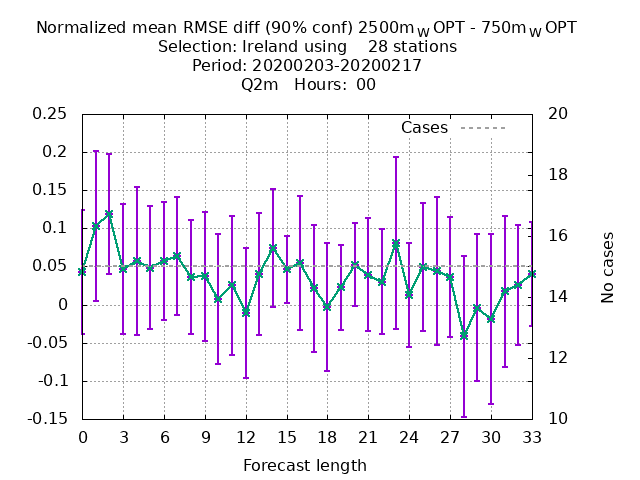 Normalized mean RMSE diff (90% conf) 2500m_W OPT - 750m_W OPT
Selection: Ireland using 28 stations
Period: 20200203-20200217
Q2m Hours: 00
0.25
0.2
0.15
0.1
0.05
0
-0.05
-0.1
-0.15
20
18
16
14
12
10
Cases
No cases
0 3 6 9 12 15 18 21 24 27 30 33
Forecast length